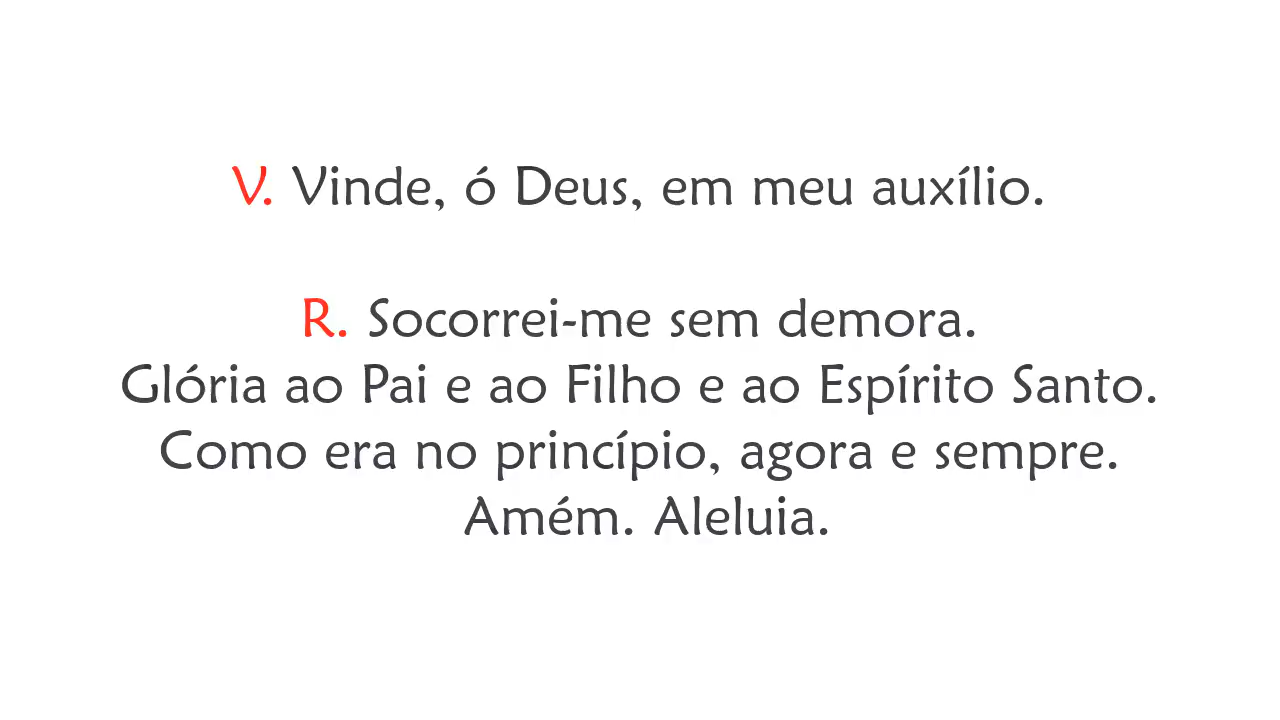 V. Vinde, ó Deus, em meu auxílio.
R. Socorrei-me sem demora.
Glória ao Pai e ao Filho e ao Espírito Santo.
Como era no princípio, agora e sempre.
Amém. Aleluia.